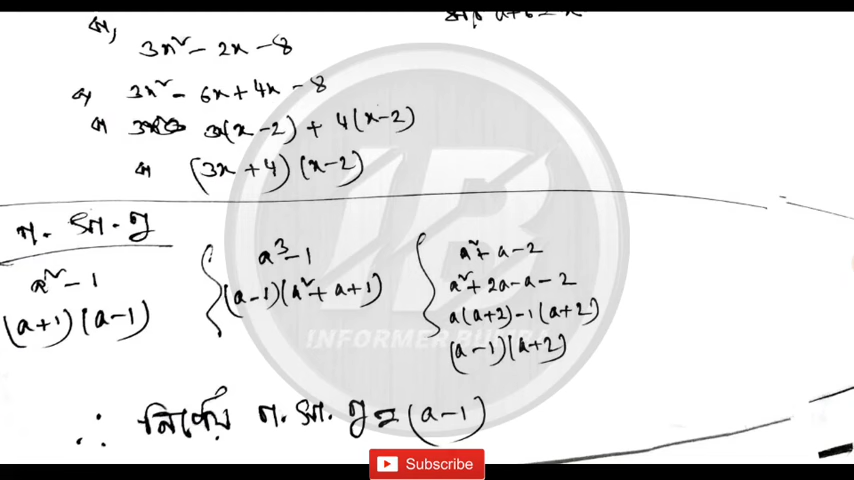 বা,
3x² - 2x - 8
বা 3x² - 6x + 4x - 8
বা 3x(x-2) + 4(x-2)
বা (3x+4)(x-2)
গ. সা. গু
a² - 1
(a+1)(a-1)
a³ - 1
(a-1)(a²+a+1)
a² + a - 2
a² + 2a - a - 2
a(a+2) - 1(a+2)
(a-1)(a+2)
∴ নির্ণেয় গ. সা. গু = (a-1)
INFORMER BUMBA
Subscribe